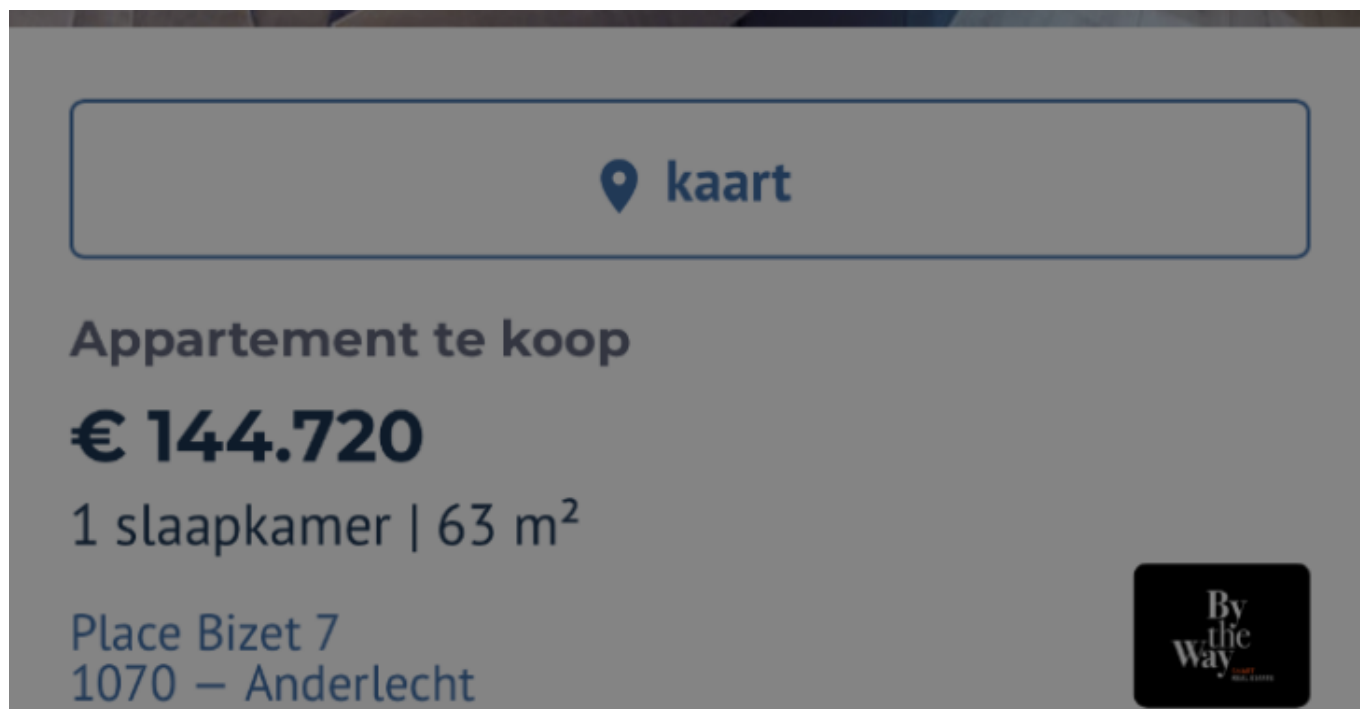 kaart
Appartement te koop
€ 144.720
1 slaapkamer | 63 m²
Place Bizet 7
1070 — Anderlecht
By
the
Way